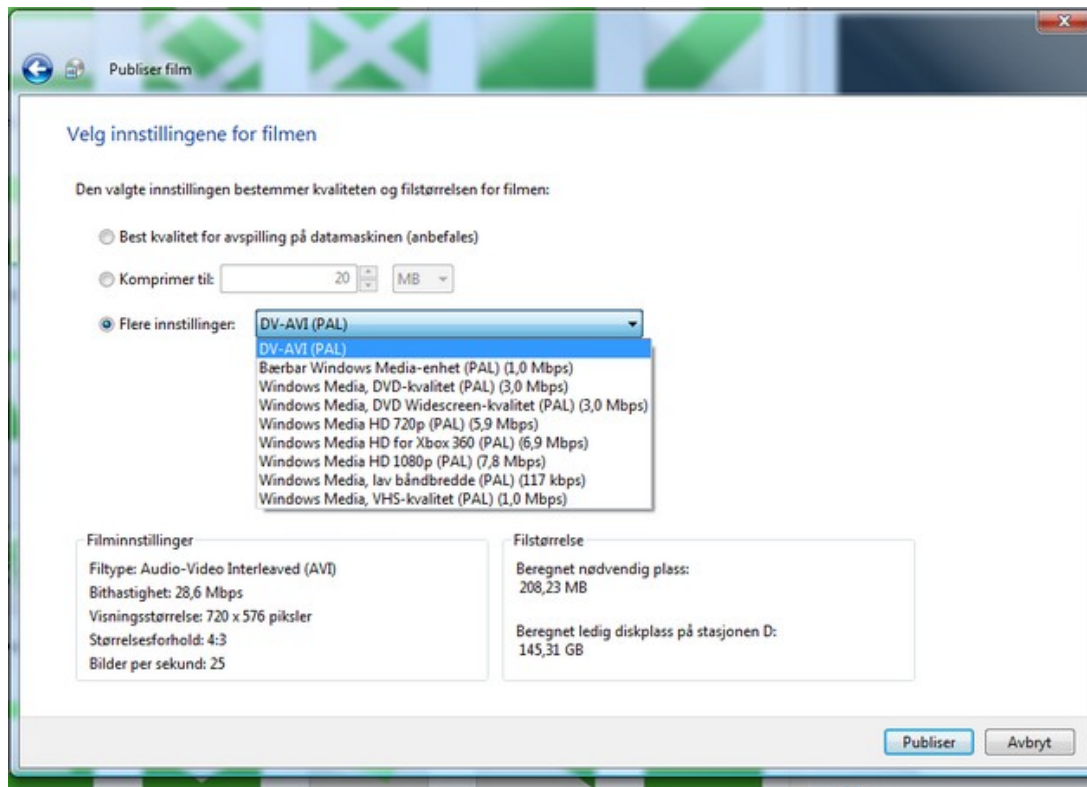 Publiser film
Velg innstillingene for filmen
Den valgte innstillingen bestemmer kvaliteten og filstørrelsen for filmen:
Best kvalitet for avspilling på datamaskinen (anbefales)
Komprimer til: 20 MB
Flere innstillinger: DV-AVI (PAL)
DV-AVI (PAL)
Bærbar Windows Media-enhet (PAL) (1,0 Mbps)
Windows Media, DVD-kvalitet (PAL) (3,0 Mbps)
Windows Media, DVD Widescreen-kvalitet (PAL) (3,0 Mbps)
Windows Media HD 720p (PAL) (5,9 Mbps)
Windows Media HD for Xbox 360 (PAL) (6,9 Mbps)
Windows Media HD 1080p (PAL) (7,8 Mbps)
Windows Media, lav båndbredde (PAL) (117 kbps)
Windows Media, VHS-kvalitet (PAL) (1,0 Mbps)
Filminnstillinger
Filtype: Audio-Video Interleaved (AVI)
Bithastighet: 28,6 Mbps
Visningsstørrelse: 720 x 576 piksler
Størrelsesforhold: 4:3
Bilder per sekund: 25
Filstørrelse
Beregnet nødvendig plass:
208,23 MB
Beregnet ledig diskplass på stasjonen D:
145,31 GB
Publiser Avbryt